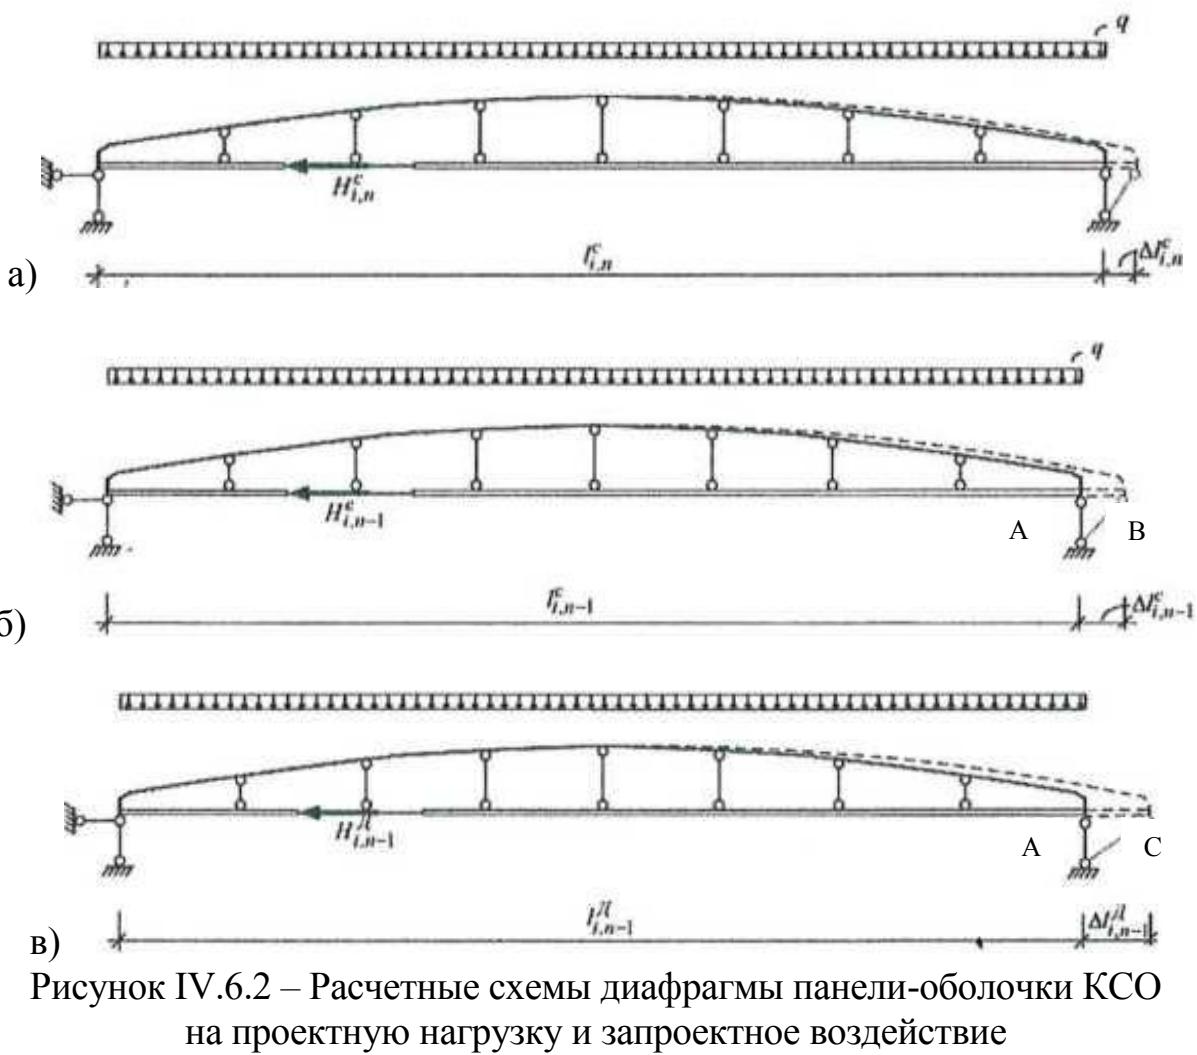 q
H^c_{i,n}
l^c_{i,n}
Δl^c_{i,n}
а)
q
H^c_{i,n−1}
А
В
l^c_{i,n−1}
Δl^c_{i,n−1}
б)
H^Д_{i,n−1}
А
С
l^Д_{i,n−1}
Δl^Д_{i,n−1}
в)
Рисунок IV.6.2 – Расчетные схемы диафрагмы панели-оболочки КСО
на проектную нагрузку и запроектное воздействие